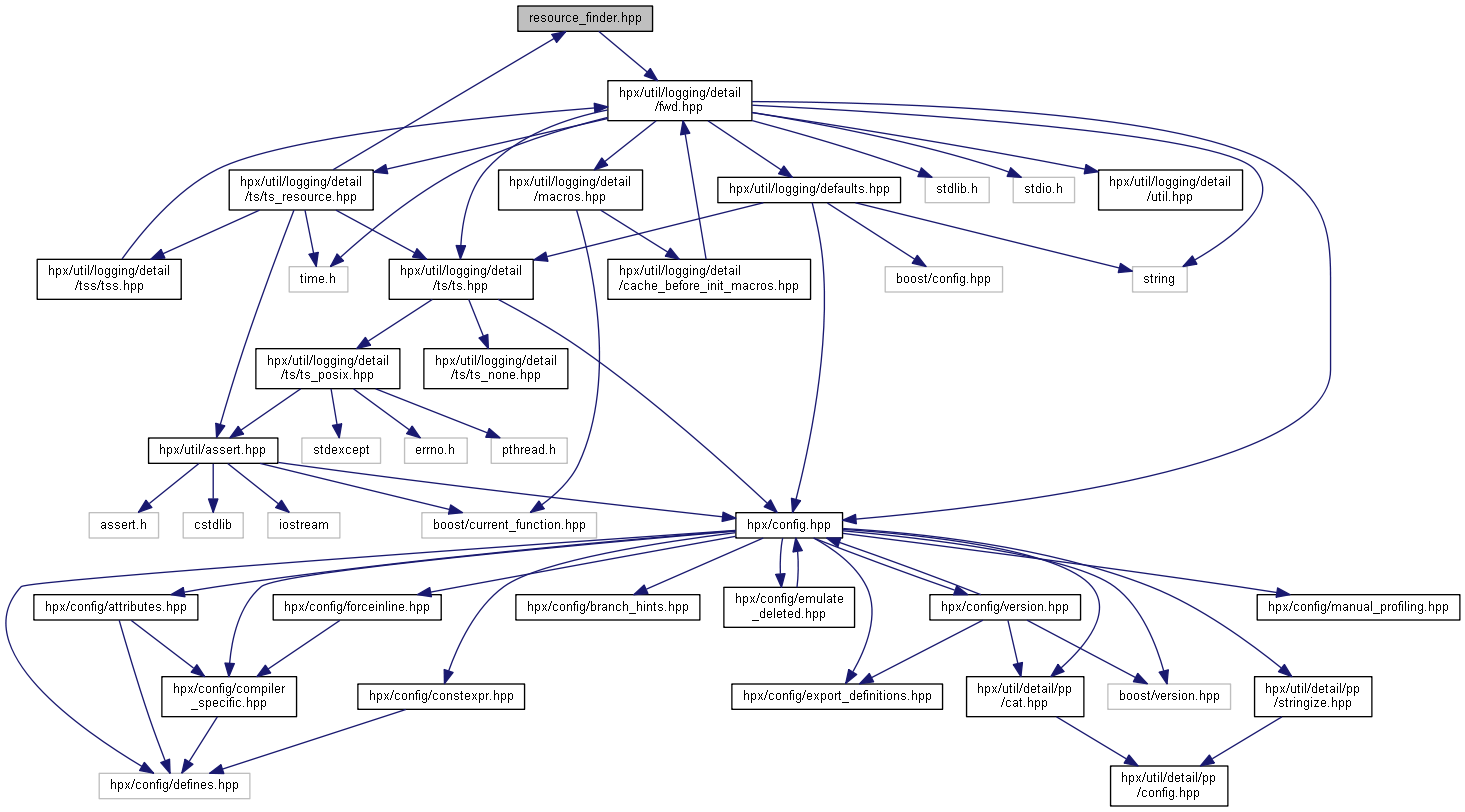 resource_finder.hpp
hpx/util/logging/detail
/fwd.hpp
hpx/util/logging/detail
/ts/ts_resource.hpp
hpx/util/logging/detail
/macros.hpp
hpx/util/logging/defaults.hpp
stdlib.h
stdio.h
hpx/util/logging/detail
/util.hpp
hpx/util/logging/detail
/tss/tss.hpp
time.h
hpx/util/logging/detail
/ts/ts.hpp
hpx/util/logging/detail
/cache_before_init_macros.hpp
boost/config.hpp
string
hpx/util/logging/detail
/ts/ts_posix.hpp
hpx/util/logging/detail
/ts/ts_none.hpp
hpx/util/assert.hpp
stdexcept
errno.h
pthread.h
assert.h
cstdlib
iostream
boost/current_function.hpp
hpx/config.hpp
hpx/config/attributes.hpp
hpx/config/forceinline.hpp
hpx/config/branch_hints.hpp
hpx/config/emulate
_deleted.hpp
hpx/config/version.hpp
hpx/config/manual_profiling.hpp
hpx/config/compiler
_specific.hpp
hpx/config/constexpr.hpp
hpx/config/export_definitions.hpp
hpx/util/detail/pp
/cat.hpp
boost/version.hpp
hpx/util/detail/pp
/stringize.hpp
hpx/config/defines.hpp
hpx/util/detail/pp
/config.hpp